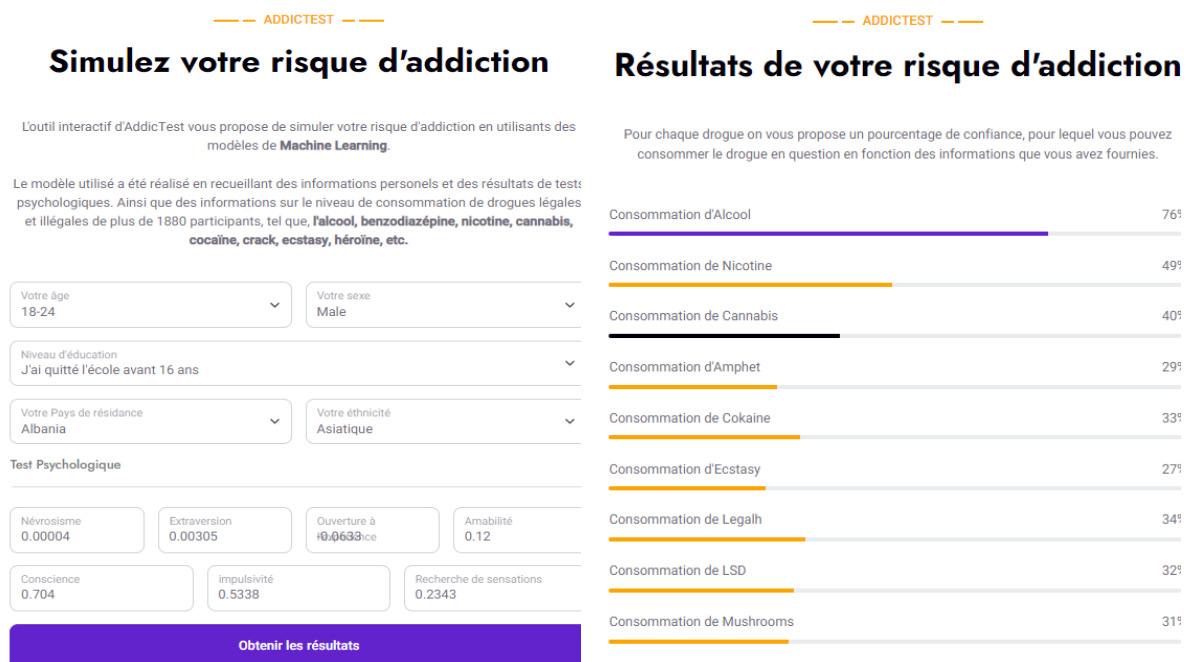 ADDICTEST
Simulez votre risque d'addiction
L'outil interactif d'AddicTest vous propose de simuler votre risque d'addiction en utilisants des
modèles de Machine Learning.
Le modèle utilisé a été réalisé en recueillant des informations personels et des résultats de tests
psychologiques. Ainsi que des informations sur le niveau de consommation de drogues légales
et illégales de plus de 1880 participants, tel que, l'alcool, benzodiazépine, nicotine, cannabis,
cocaïne, crack, ecstasy, héroïne, etc.
Votre âge
18-24
Votre sexe
Male
Niveau d'éducation
J'ai quitté l'école avant 16 ans
Votre Pays de résidance
Albania
Votre éthnicité
Asiatique
Test Psychologique
Névrosisme
0.00004
Extraversion
0.00305
Ouverture à
-0.0633
Amabilité
0.12
Conscience
0.704
impulsivité
0.5338
Recherche de sensations
0.2343
Obtenir les résultats
ADDICTEST
Résultats de votre risque d'addiction
Pour chaque drogue on vous propose un pourcentage de confiance, pour lequel vous pouvez
consommer le drogue en question en fonction des informations que vous avez fournies.
Consommation d'Alcool 76%
Consommation de Nicotine 49%
Consommation de Cannabis 40%
Consommation d'Amphet 29%
Consommation de Cokaine 33%
Consommation d'Ecstasy 27%
Consommation de Legalh 34%
Consommation de LSD 32%
Consommation de Mushrooms 31%